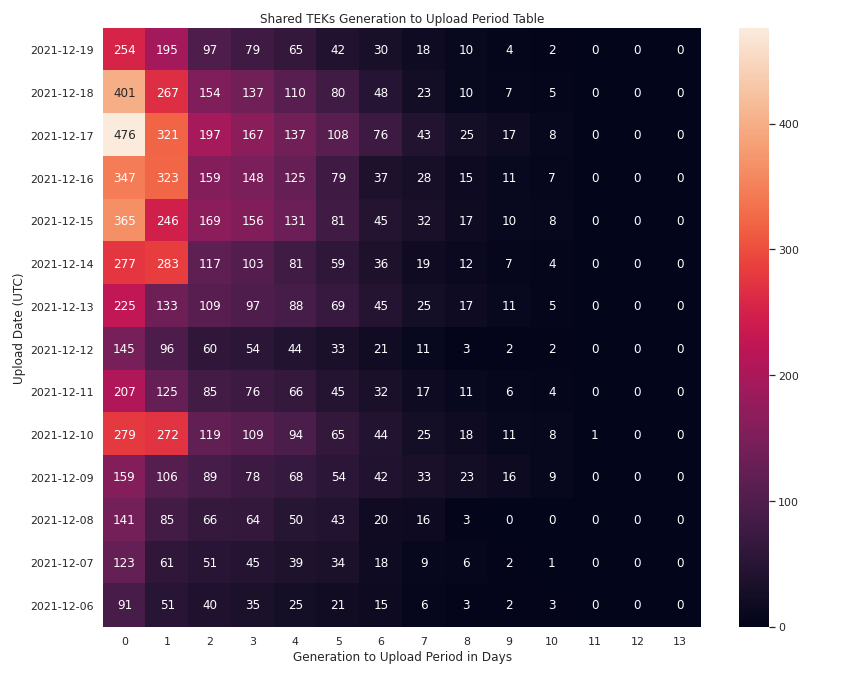 Shared TEKs Generation to Upload Period Table
2021-12-19 254 195 97 79 65 42 30 18 10 4 2 0 0 0
2021-12-18 401 267 154 137 110 80 48 23 10 7 5 0 0 0
400
2021-12-17 476 321 197 167 137 108 76 43 25 17 8 0 0 0
2021-12-16 347 323 159 148 125 79 37 28 15 11 7 0 0 0
2021-12-15 365 246 169 156 131 81 45 32 17 10 8 0 0 0
300
2021-12-14 277 283 117 103 81 59 36 19 12 7 4 0 0 0
2021-12-13 225 133 109 97 88 69 45 25 17 11 5 0 0 0
Upload Date (UTC)
2021-12-12 145 96 60 54 44 33 21 11 3 2 2 0 0 0
200
2021-12-11 207 125 85 76 66 45 32 17 11 6 4 0 0 0
2021-12-10 279 272 119 109 94 65 44 25 18 11 8 1 0 0
2021-12-09 159 106 89 78 68 54 42 33 23 16 9 0 0 0
100
2021-12-08 141 85 66 64 50 43 20 16 3 0 0 0 0 0
2021-12-07 123 61 51 45 39 34 18 9 6 2 1 0 0 0
2021-12-06 91 51 40 35 25 21 15 6 3 2 3 0 0 0
0
0 1 2 3 4 5 6 7 8 9 10 11 12 13
Generation to Upload Period in Days